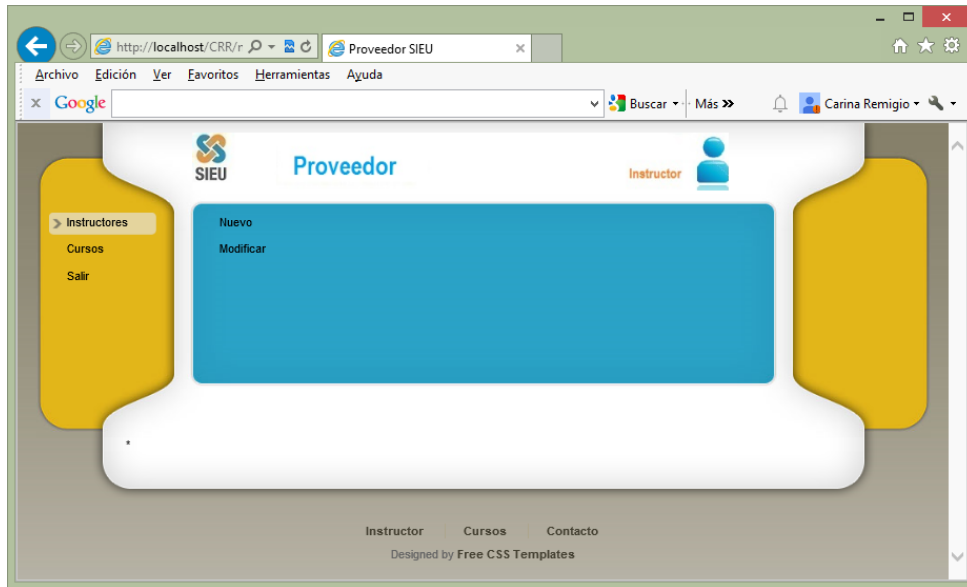 http://localhost/CRR/r
Proveedor SIEU
Archivo Edición Ver Favoritos Herramientas Ayuda
x Google
Buscar
Más »
Carina Remigio
SIEU
Proveedor
Instructor
Instructores
Cursos
Salir
Nuevo
Modificar
*
Instructor Cursos Contacto
Designed by Free CSS Templates